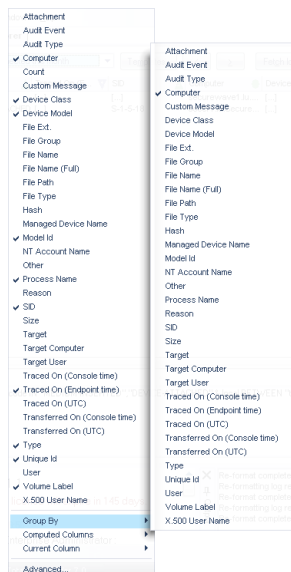 Attachment
Audit Event
Audit Type
Computer
Count
Custom Message
Device Class
Device Model
File Ext.
File Group
File Name
File Name (Full)
File Path
File Type
Hash
Managed Device Name
Model Id
NT Account Name
Other
Process Name
Reason
SID
Size
Target
Target Computer
Target User
Traced On (Console time)
Traced On (Endpoint time)
Traced On (UTC)
Transferred On (Console time)
Transferred On (UTC)
Type
Unique Id
User
Volume Label
X.500 User Name
Group By
Computed Columns
Current Column
Advanced...
Attachment
Audit Event
Audit Type
Computer
Custom Message
Device Class
Device Model
File Ext.
File Group
File Name
File Name (Full)
File Path
File Type
Hash
Managed Device Name
Model Id
NT Account Name
Other
Process Name
Reason
SID
Size
Target
Target Computer
Target User
Traced On (Console time)
Traced On (Endpoint time)
Traced On (UTC)
Transferred On (Console time)
Transferred On (UTC)
Type
Unique Id
User
Volume Label
X.500 User Name